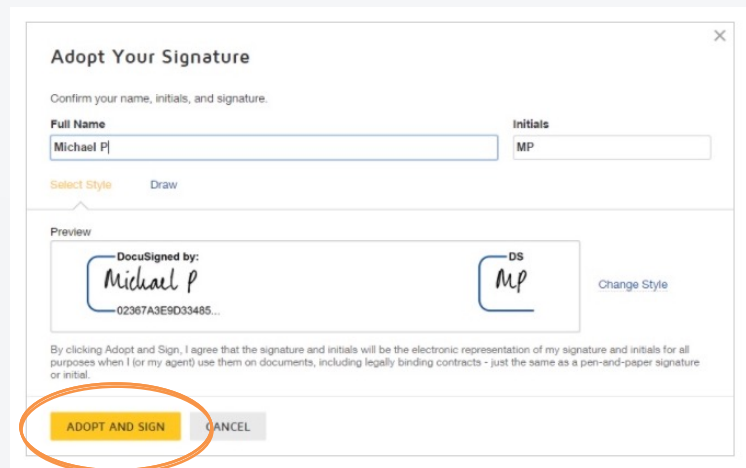 Adopt Your Signature
Confirm your name, initials, and signature.
Full Name Initials
Michael P MP
Select Style Draw
Preview
DocuSigned by: DS
Michael P MP
Change Style
02367A3E9D33485...
By clicking Adopt and Sign, I agree that the signature and initials will be the electronic representation of my signature and initials for all
purposes when I (or my agent) use them on documents, including legally binding contracts - just the same as a pen-and-paper signature
or initial.
ADOPT AND SIGN CANCEL